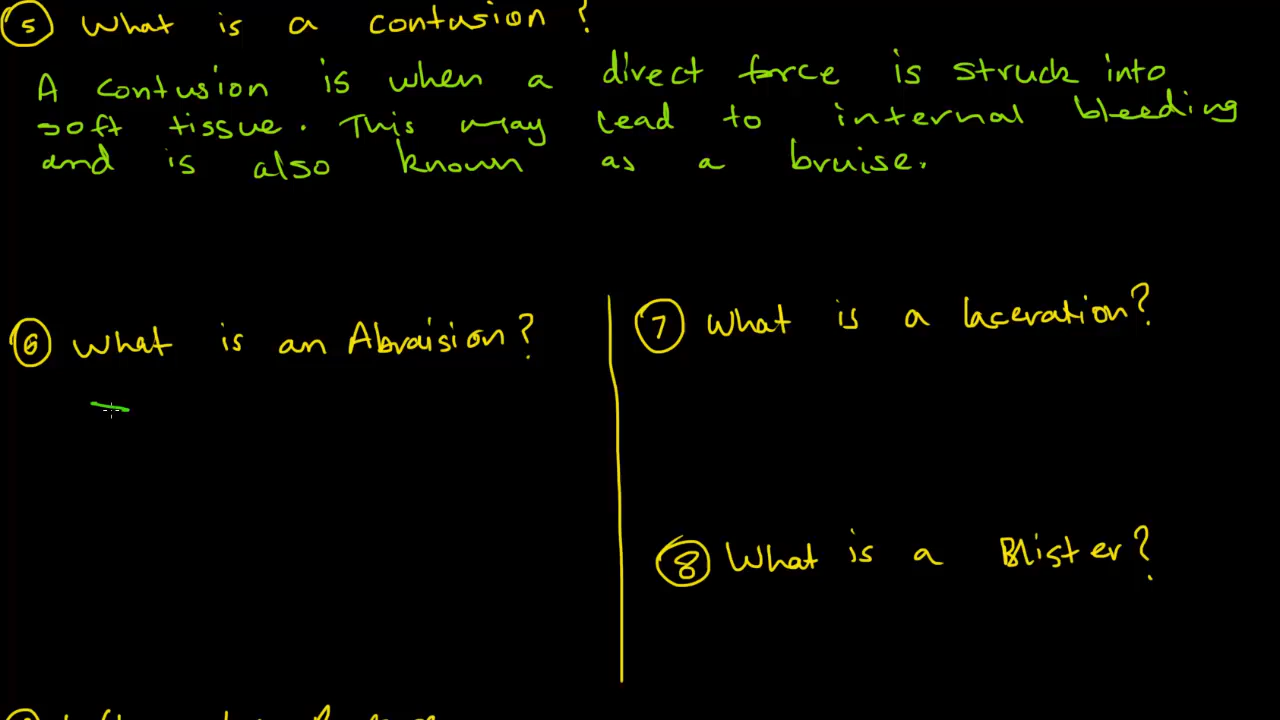 5 What is a contusion?
A contusion is when a direct force is struck into
soft tissue. This may lead to internal bleeding
and is also known as a bruise.
6 What is an Abraision?
7 What is a laceration?
8 What is a Blister?